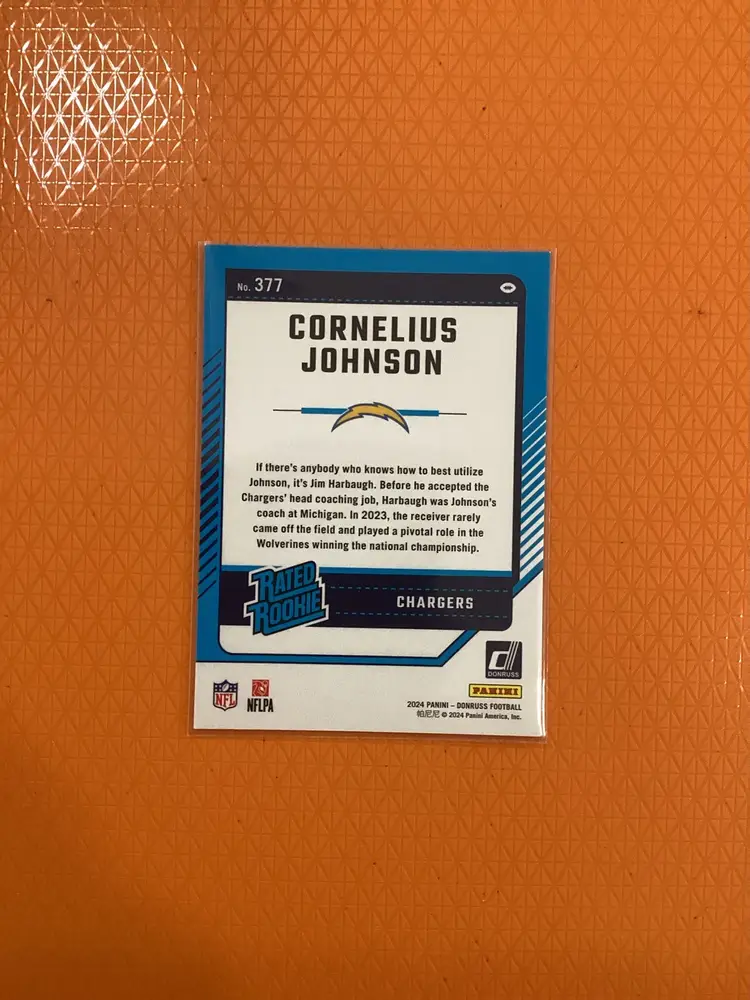 No. 377
CORNELIUS
JOHNSON
If there's anybody who knows how to best utilize
Johnson, it's Jim Harbaugh. Before he accepted the
Chargers' head coaching job, Harbaugh was Johnson's
coach at Michigan. In 2023, the receiver rarely
came off the field and played a pivotal role in the
Wolverines winning the national championship.
RATED
ROOKIE
CHARGERS
DONRUSS
PANINI
NFL
NFLPA
2024 PANINI – DONRUSS FOOTBALL
帕尼尼 © 2024 Panini America, Inc.